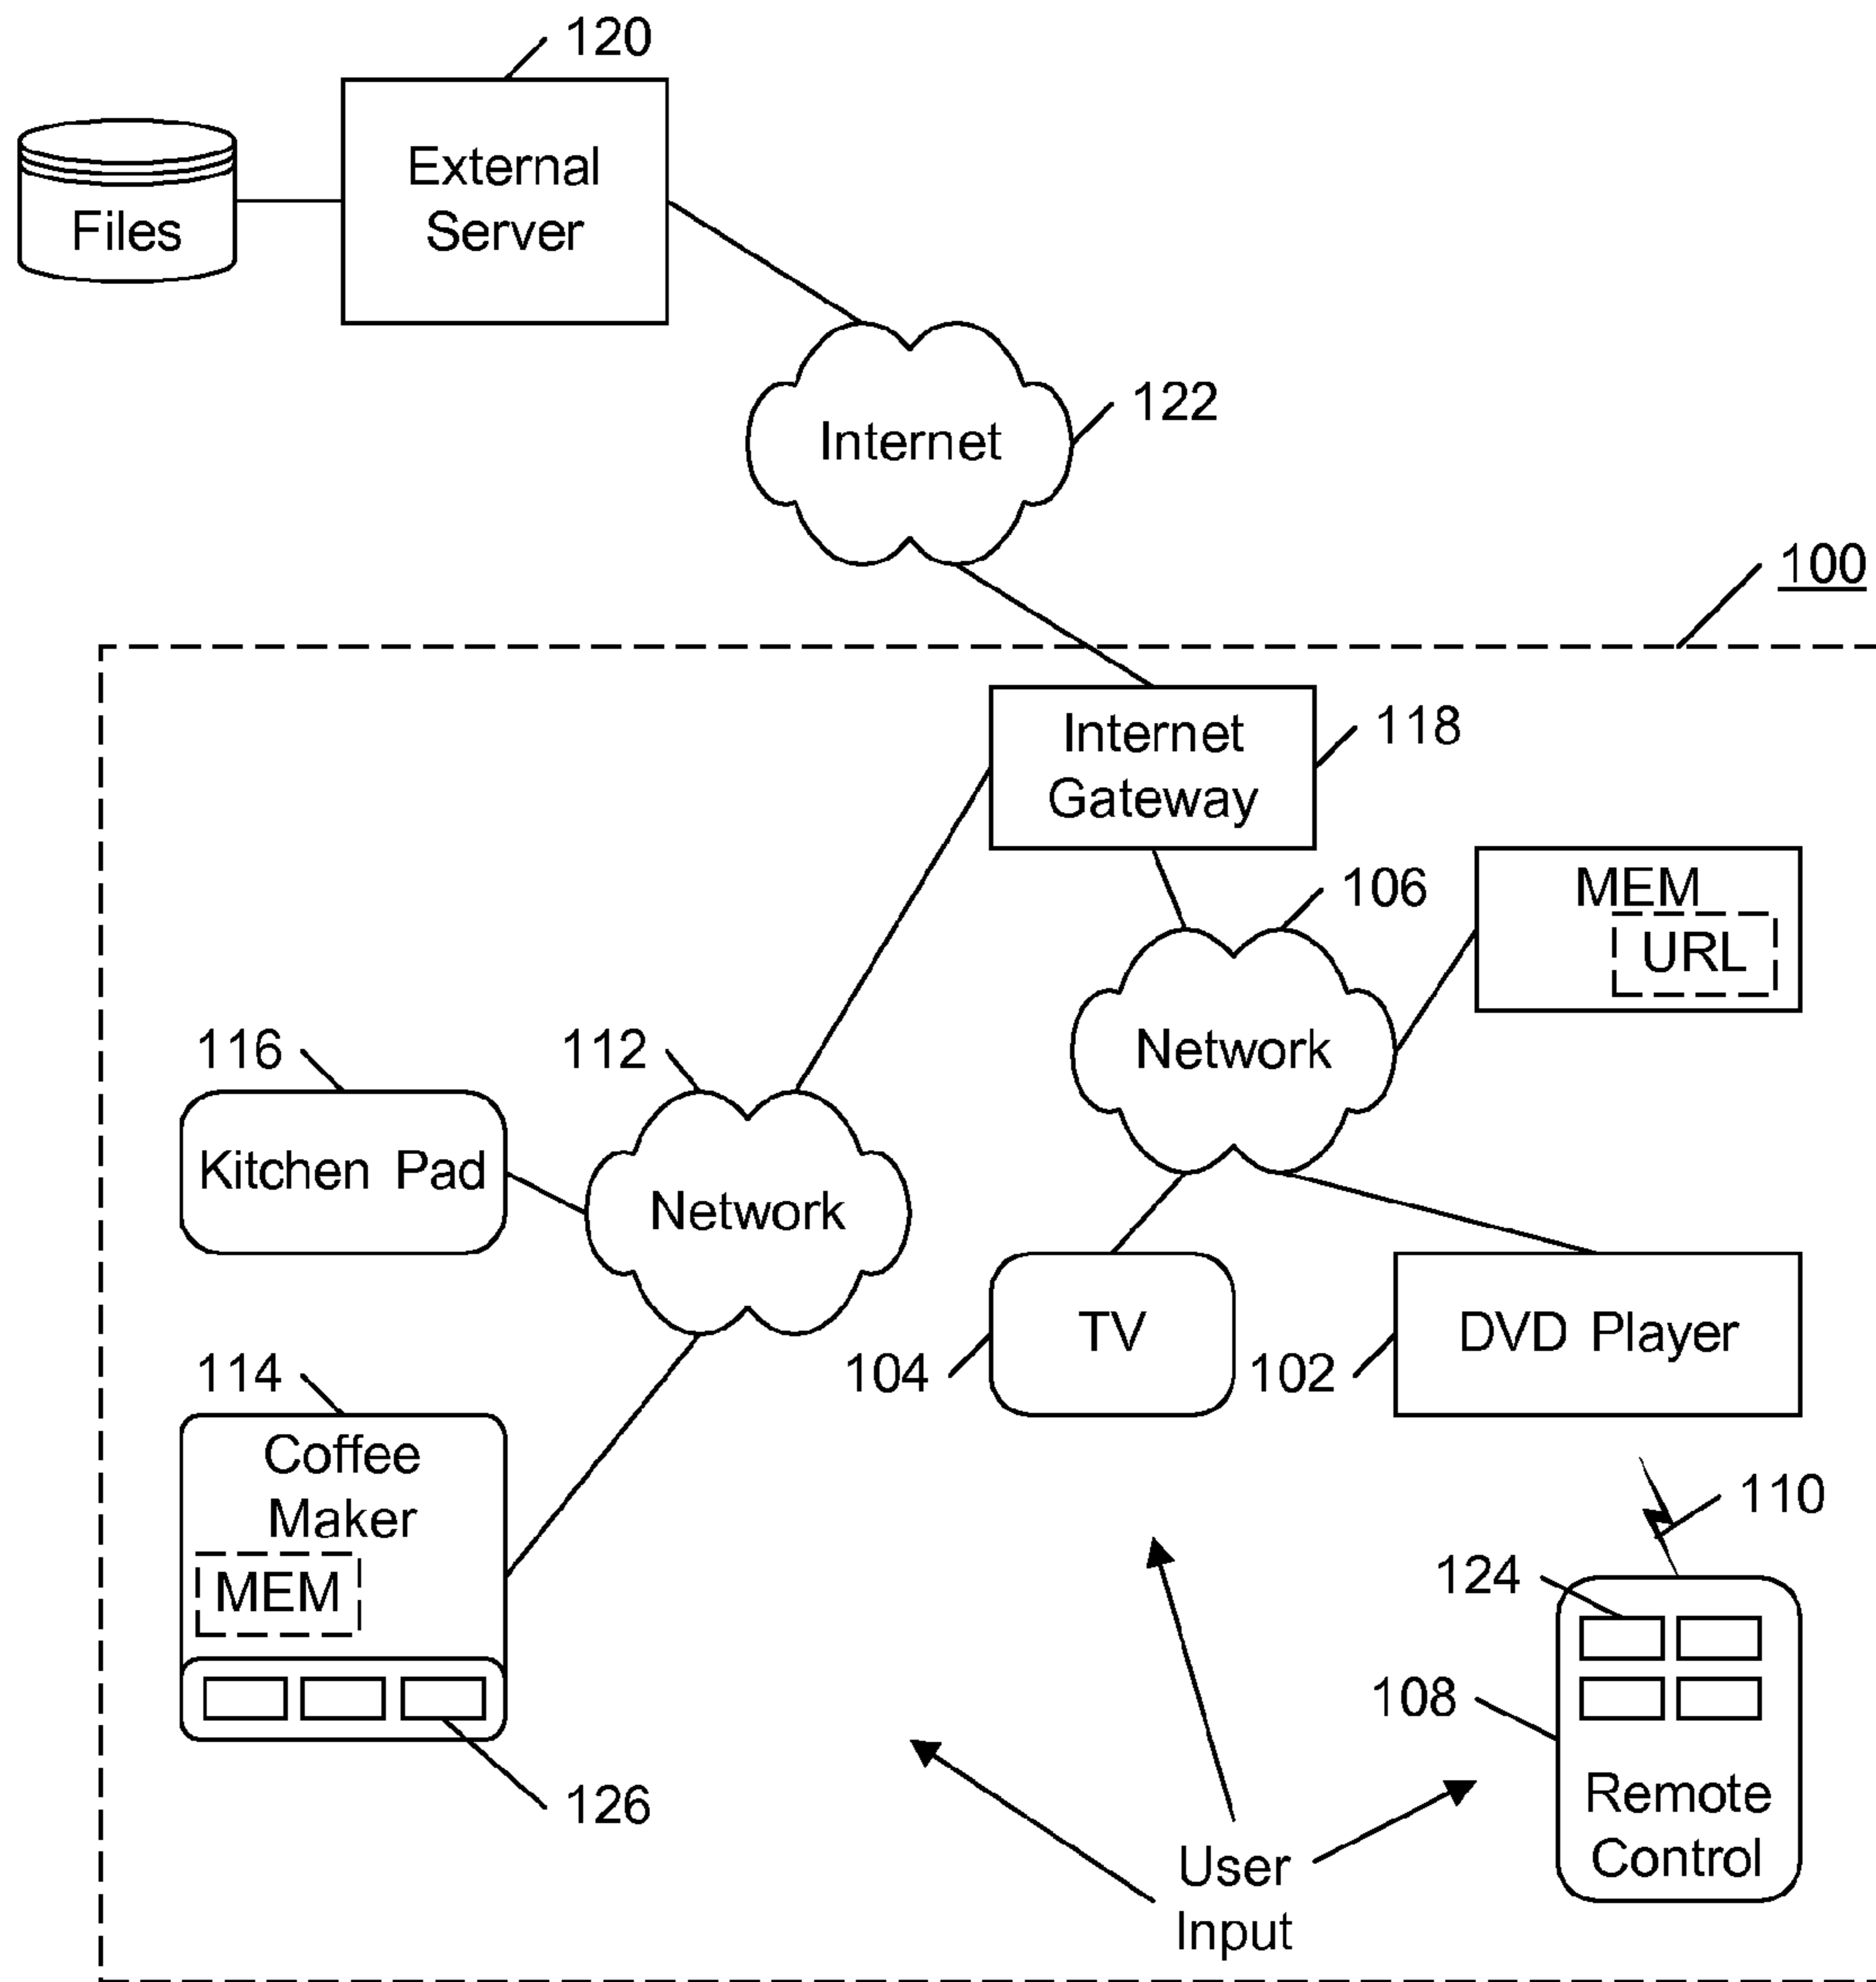 120
External
Server
Files
122
Internet
100
Internet
Gateway
118
106
MEM
URL
116
112
Network
Kitchen Pad
Network
114
TV
DVD Player
104
102
Coffee
Maker
MEM
110
124
108
126
Remote
Control
User
Input